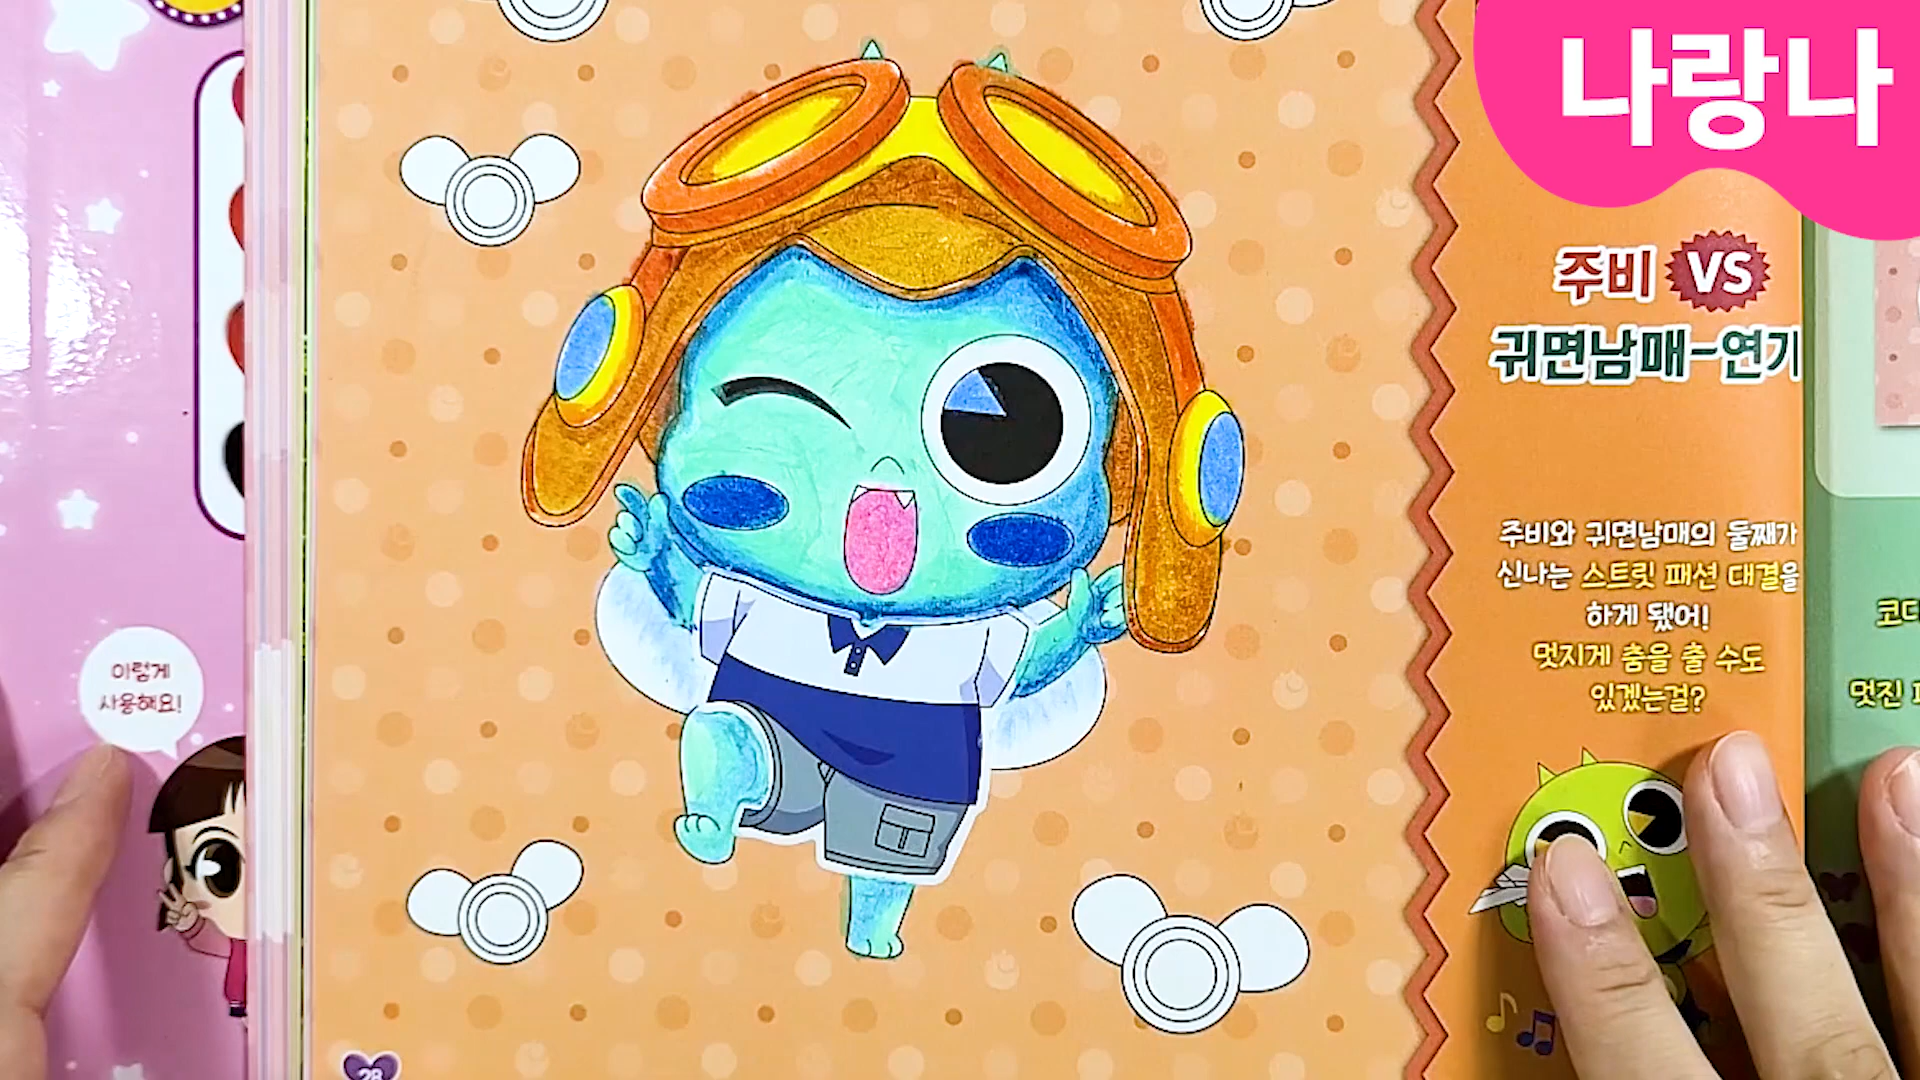 나랑나
주비 VS
귀면남매-연기
주비와 귀면남매의 둘째가
신나는 스트릿 패션 대결을
하게 됐어!
멋지게 춤을 출 수도
있겠는걸?
이렇게
사용해요!
멋진
28